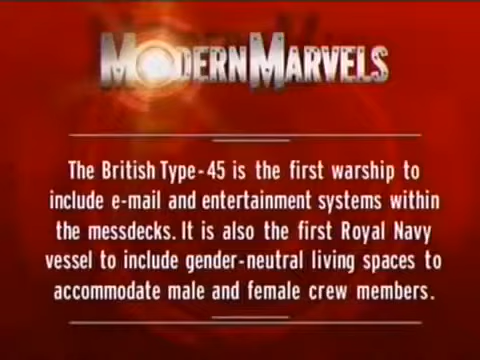 MODERN MARVELS
The British Type-45 is the first warship to
include e-mail and entertainment systems within
the messdecks. It is also the first Royal Navy
vessel to include gender-neutral living spaces to
accommodate male and female crew members.